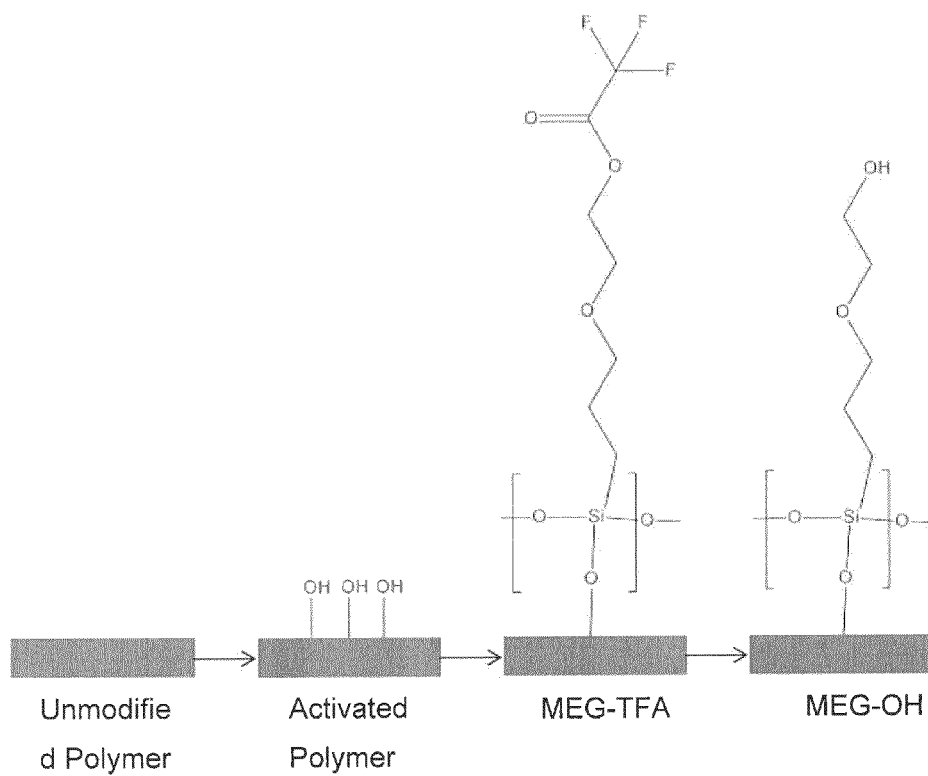 F F
F
O
O
OH
O
O
[ O Si ] O
[ O Si ] O
O
O
OH OH OH
Unmodifie
d Polymer
Activated
Polymer
MEG-TFA
MEG-OH